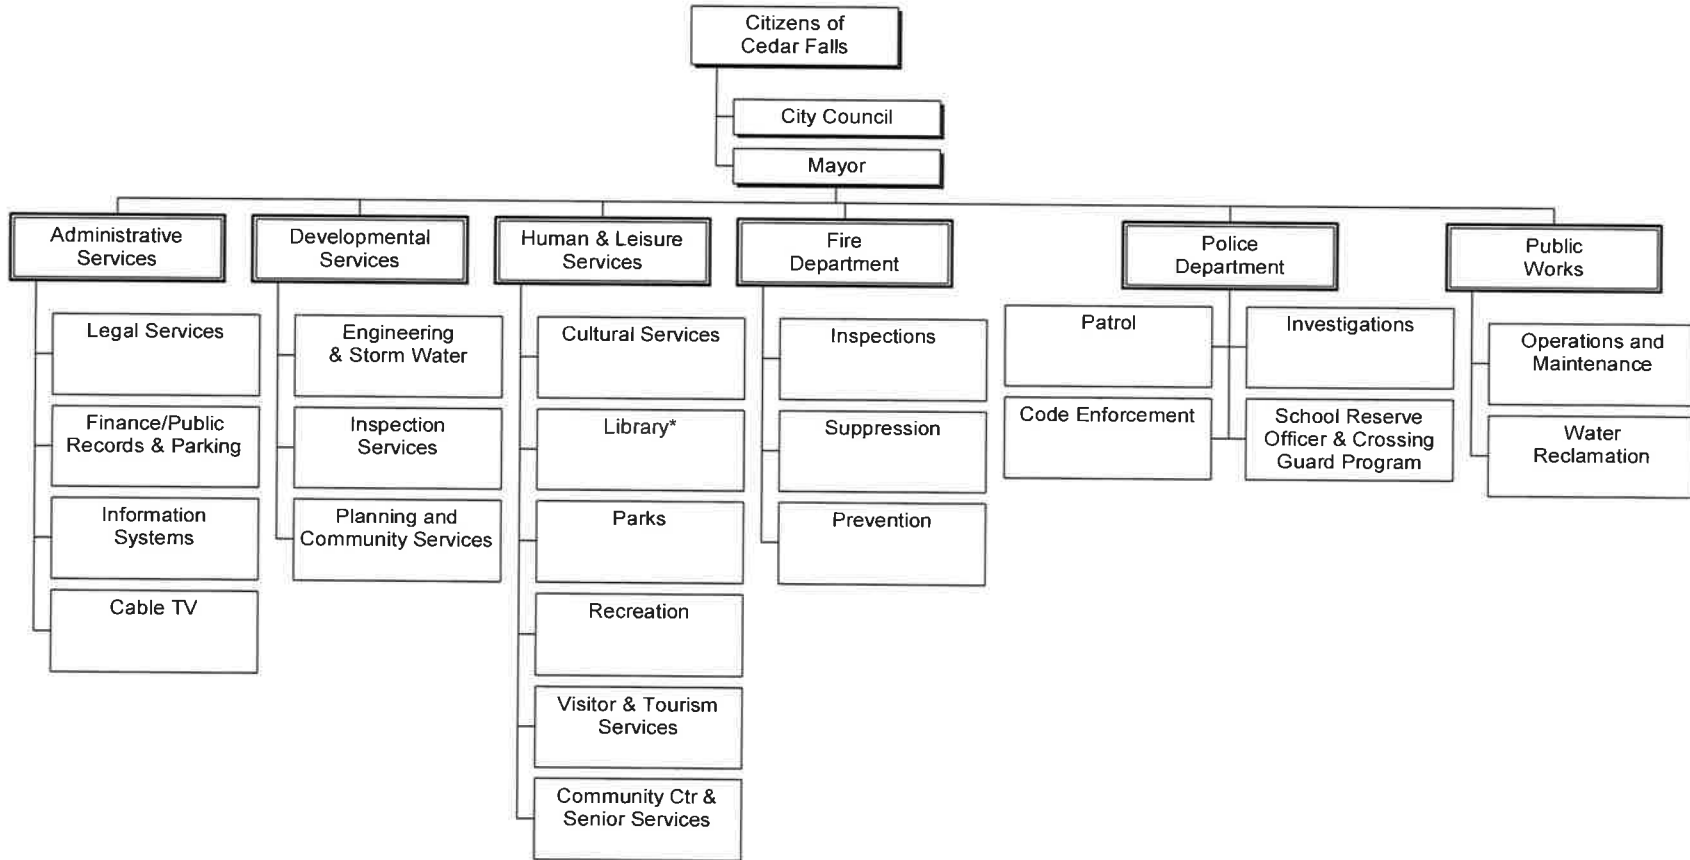 Citizens of
Cedar Falls
City Council
Mayor
Administrative
Services
Developmental
Services
Human & Leisure
Services
Fire
Department
Police
Department
Public
Works
Legal Services
Finance/Public
Records & Parking
Information
Systems
Cable TV
Engineering
& Storm Water
Inspection
Services
Planning and
Community Services
Cultural Services
Library*
Parks
Recreation
Visitor & Tourism
Services
Community Ctr &
Senior Services
Inspections
Suppression
Prevention
Patrol
Investigations
Code Enforcement
School Reserve
Officer & Crossing
Guard Program
Operations and
Maintenance
Water
Reclamation